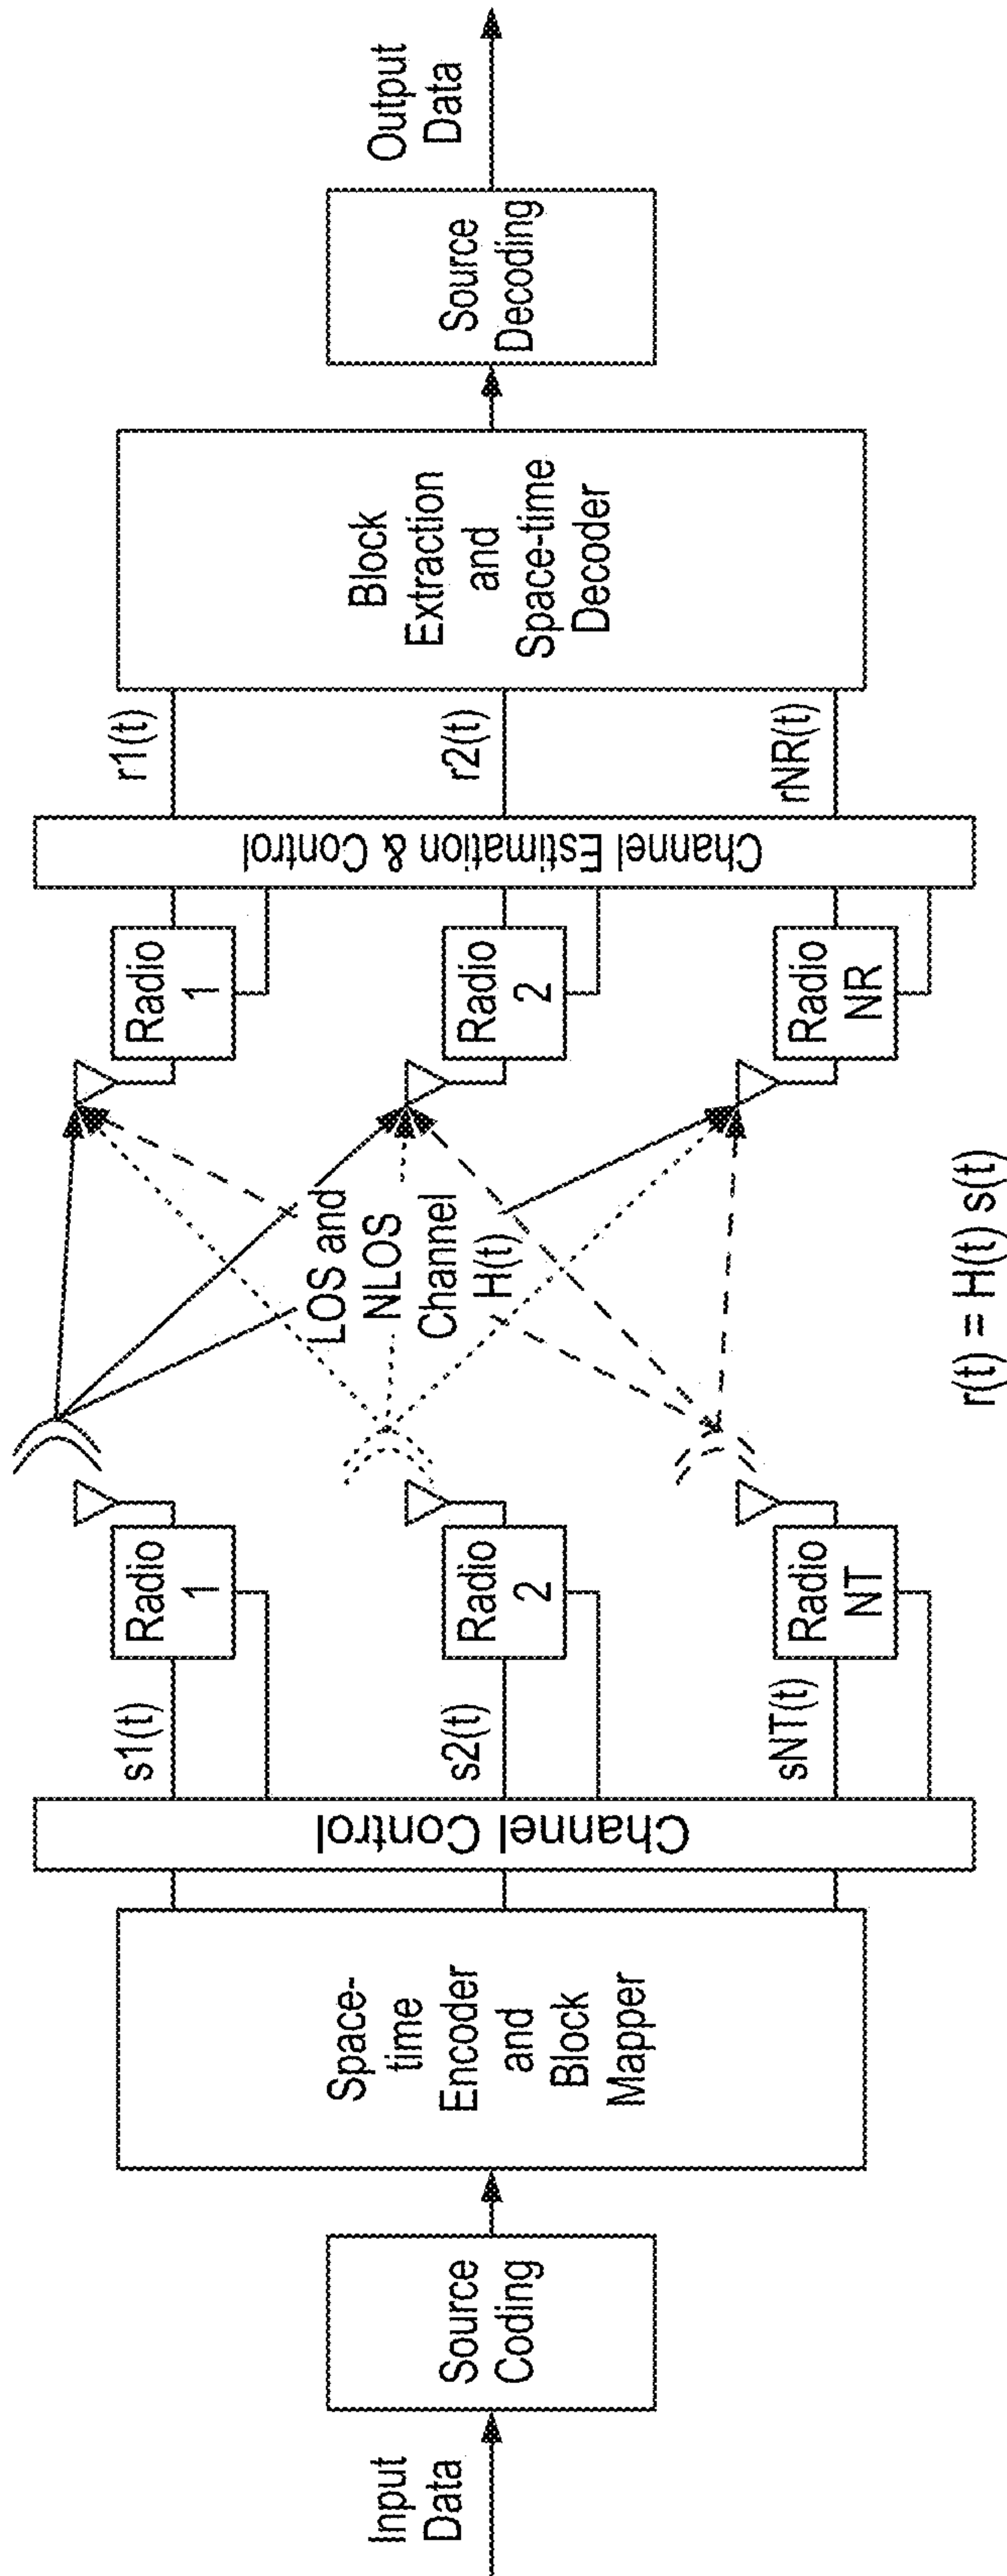 Input
Data
Source
Coding
Space-
time
Encoder
and
Block
Mapper
Channel Control
s1(t)
s2(t)
sNT(t)
Radio
1
Radio
2
Radio
NT
LOS and
NLOS
Channel
H(t)
r(t) = H(t) s(t)
Radio
1
Radio
2
Radio
NR
Channel Estimation & Control
r1(t)
r2(t)
rNR(t)
Block
Extraction
and
Space-time
Decoder
Source
Decoding
Output
Data